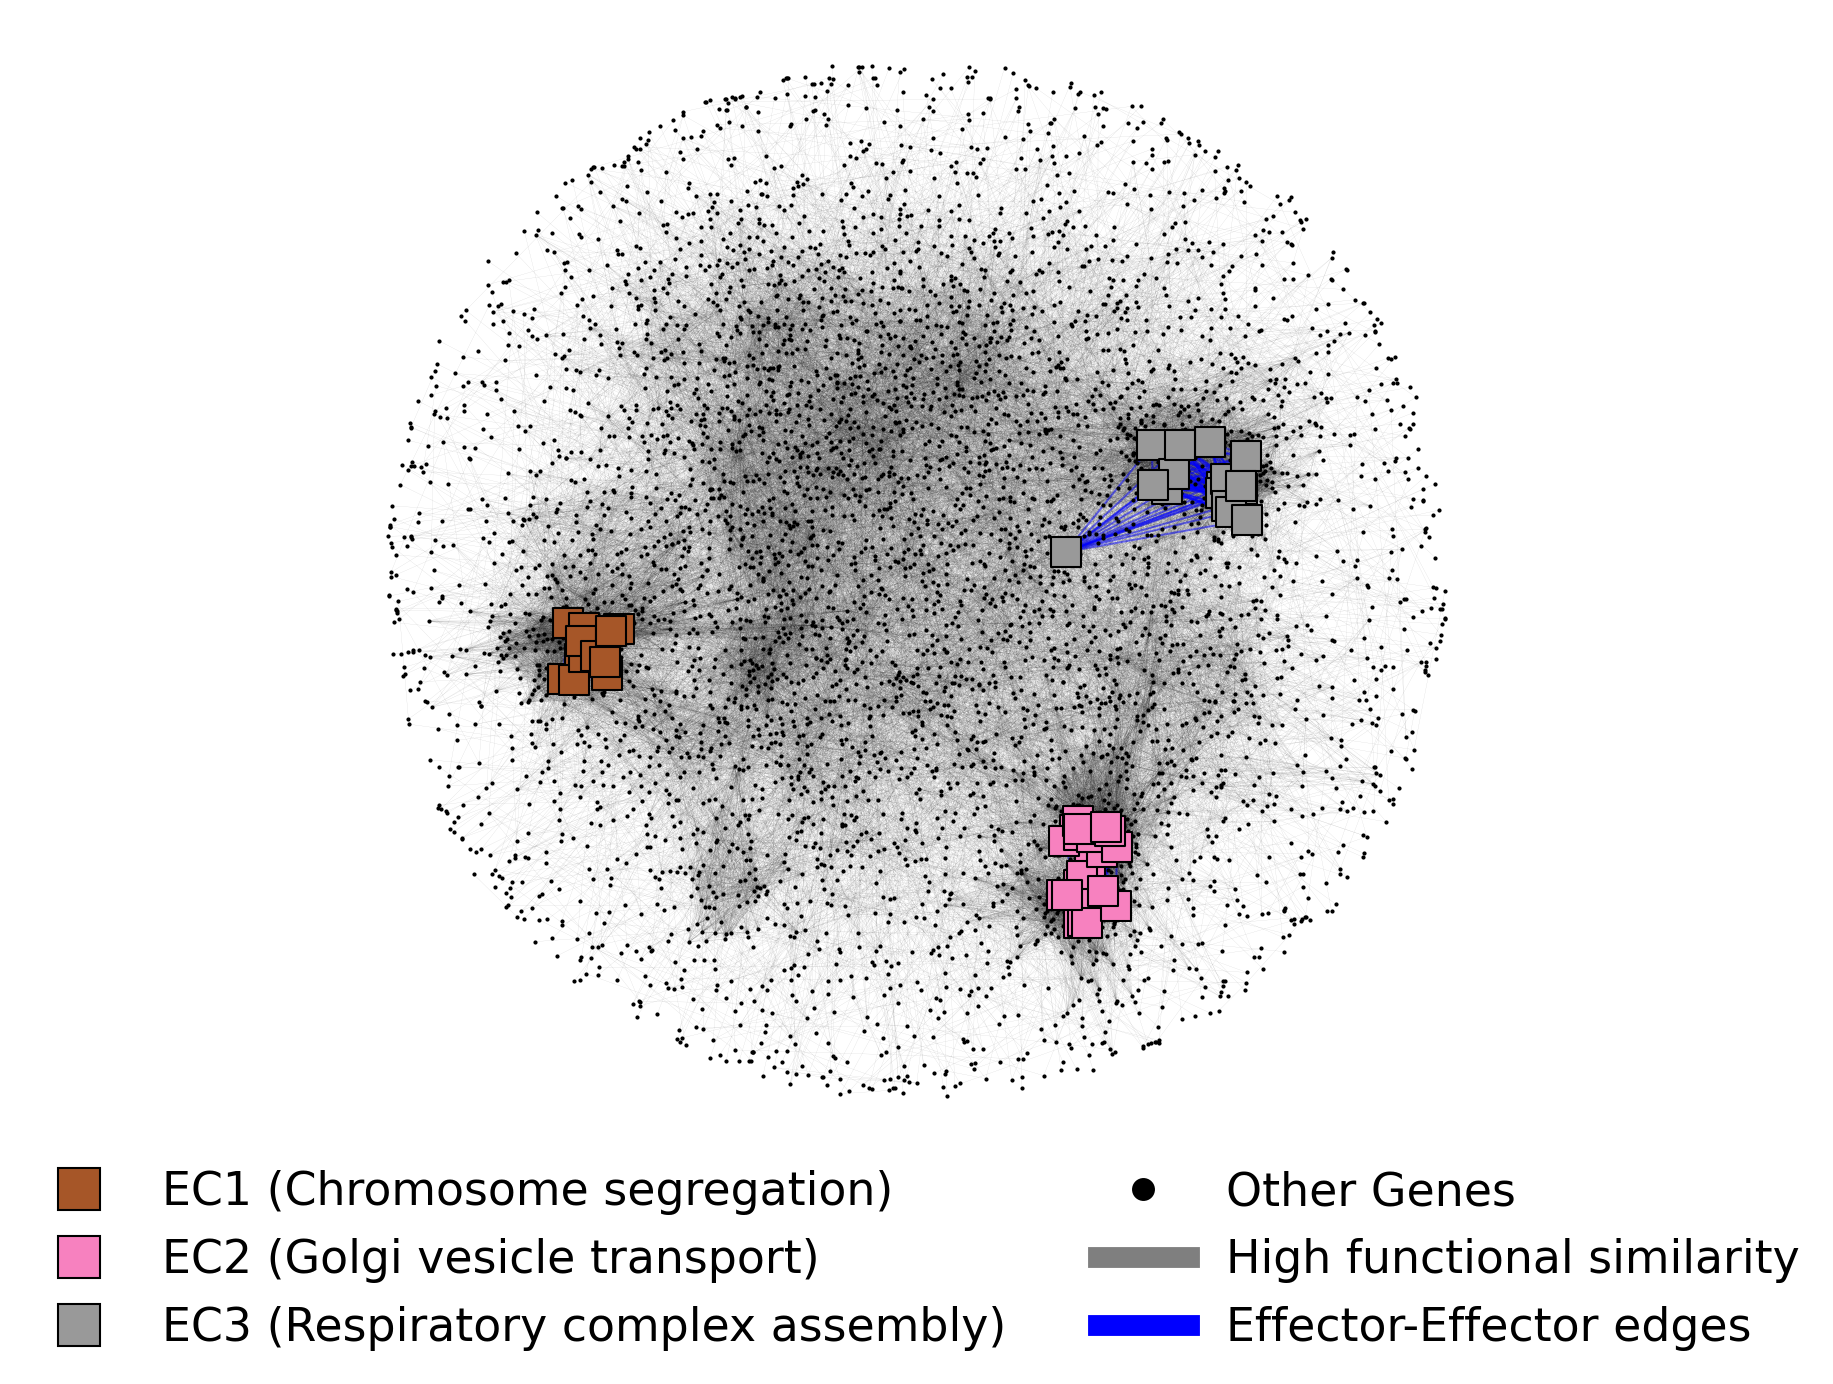 EC1 (Chromosome segregation)
EC2 (Golgi vesicle transport)
EC3 (Respiratory complex assembly)
Other Genes
High functional similarity
Effector-Effector edges